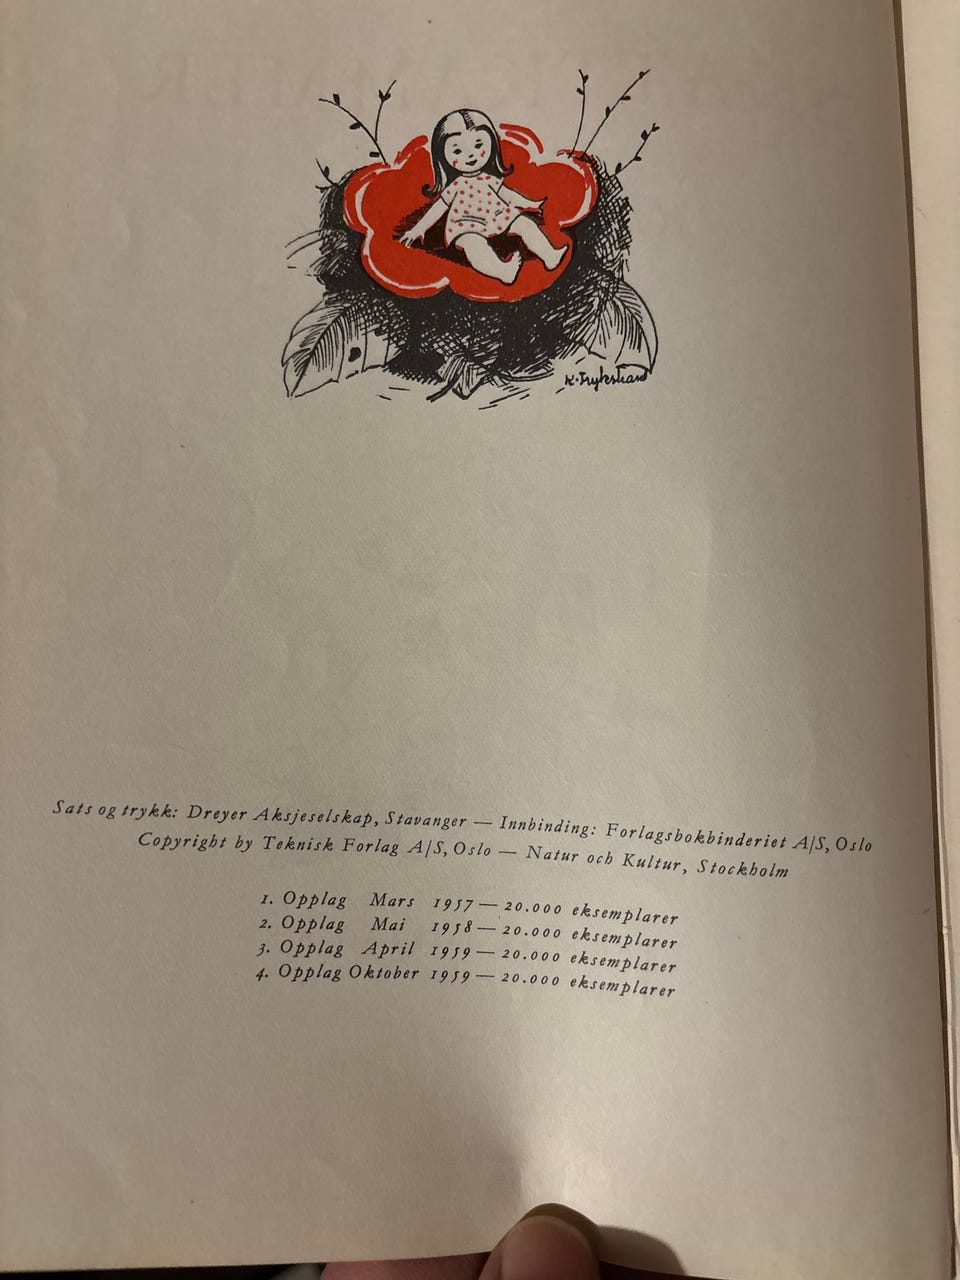 Sats og trykk: Dreyer Aksjeselskap, Stavanger — Innbinding: Forlagsbokbinderiet A/S, Oslo
Copyright by Teknisk Forlag A/S, Oslo — Natur och Kultur, Stockholm
1. Opplag Mars 1957 — 20.000 eksemplarer
2. Opplag Mai 1958 — 20.000 eksemplarer
3. Opplag April 1959 — 20.000 eksemplarer
4. Opplag Oktober 1959 — 20.000 eksemplarer